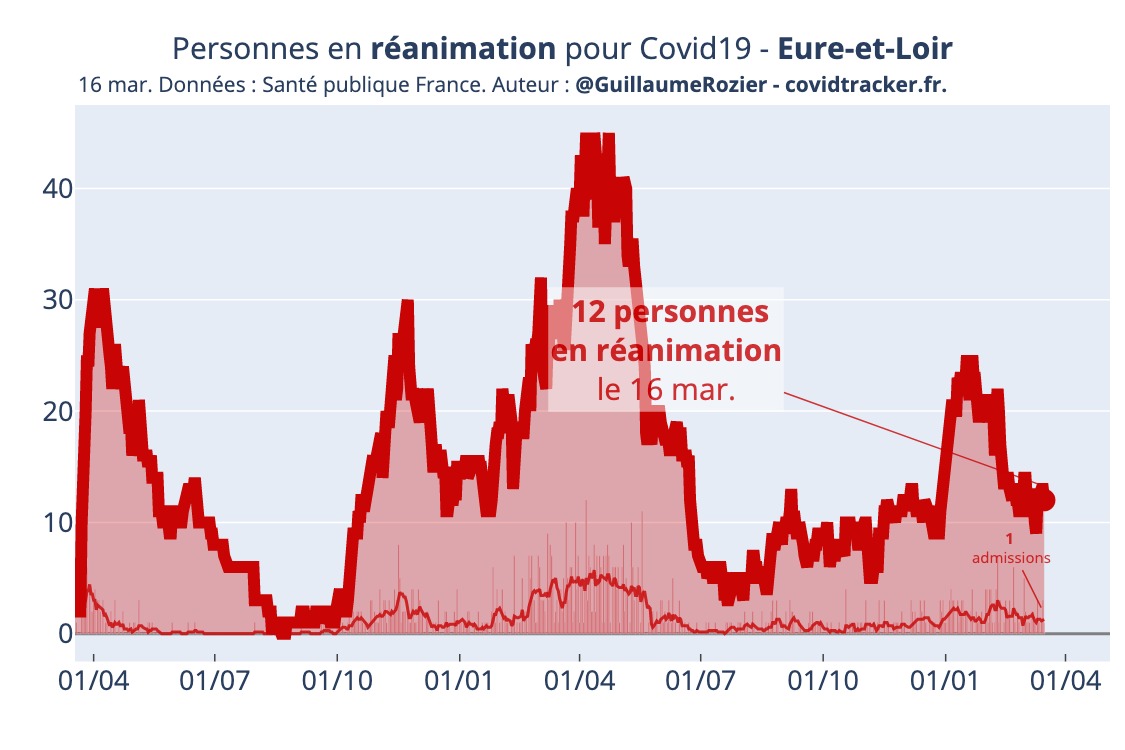 Personnes en réanimation pour Covid19 - Eure-et-Loir
16 mar. Données : Santé publique France. Auteur : @GuillaumeRozier - covidtracker.fr.
40
30
12 personnes
en réanimation
le 16 mar.
20
10
1
admissions
0
01/04 01/07 01/10 01/01 01/04 01/07 01/10 01/01 01/04